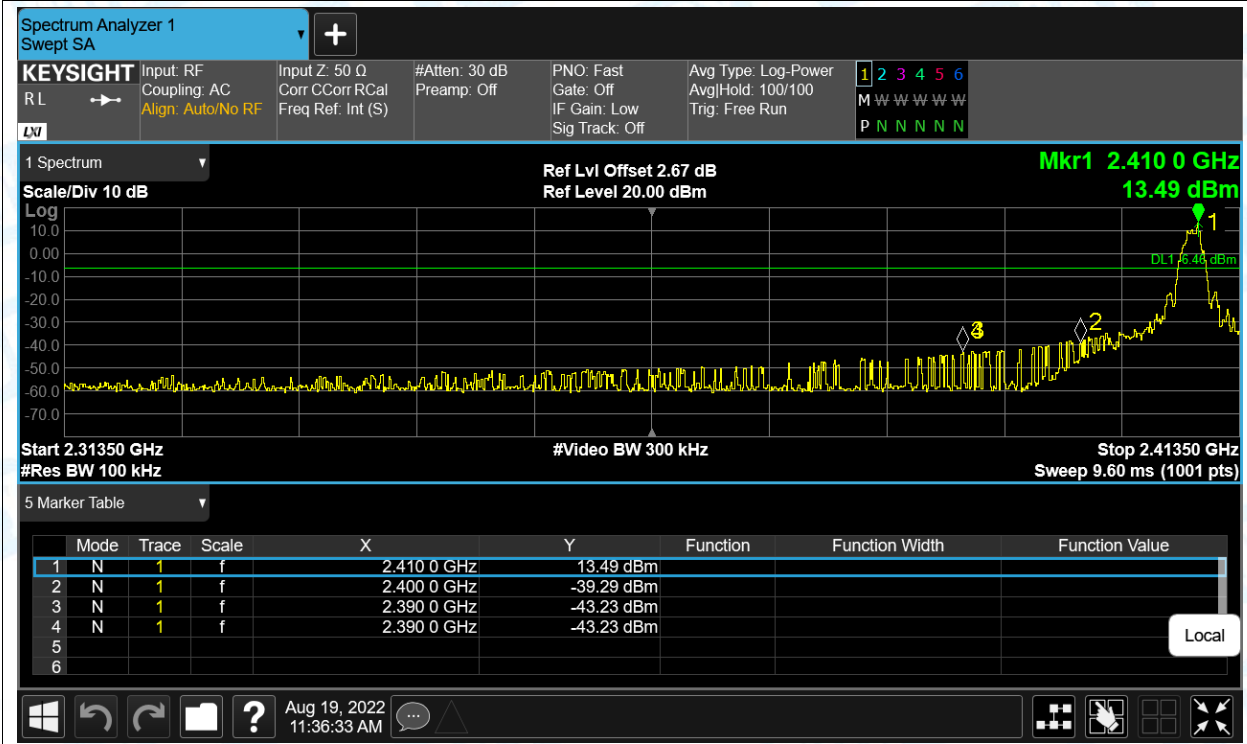 Spectrum Analyzer 1
Swept SA
KEYSIGHT
R L
LXI
Input: RF
Coupling: AC
Align: Auto/No RF
Input Z: 50 Ω
Corr CCorr RCal
Freq Ref: Int (S)
#Atten: 30 dB
Preamp: Off
PNO: Fast
Gate: Off
IF Gain: Low
Sig Track: Off
Avg Type: Log-Power
Avg|Hold: 100/100
Trig: Free Run
1 2 3 4 5 6
M W W W W W
P N N N N N
1 Spectrum
Scale/Div 10 dB
Ref Lvl Offset 2.67 dB
Ref Level 20.00 dBm
Mkr1 2.410 0 GHz
13.49 dBm
Log
10.0
0.00
-10.0
-20.0
-30.0
-40.0
-50.0
-60.0
-70.0
1
DL1 -6.46 dBm
2
Start 2.31350 GHz
#Video BW 300 kHz
Stop 2.41350 GHz
#Res BW 100 kHz
Sweep 9.60 ms (1001 pts)
5 Marker Table
Mode Trace Scale X Y Function Function Width Function Value
1 N 1 f 2.410 0 GHz 13.49 dBm
2 N 1 f 2.400 0 GHz -39.29 dBm
3 N 1 f 2.390 0 GHz -43.23 dBm
4 N 1 f 2.390 0 GHz -43.23 dBm
5
6
Local
?
Aug 19, 2022
11:36:33 AM